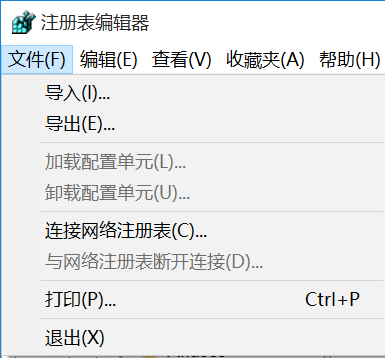 注册表编辑器
文件(F) 编辑(E) 查看(V) 收藏夹(A) 帮助(H)
导入(I)...
导出(E)...
加载配置单元(L)...
卸载配置单元(U)...
连接网络注册表(C)...
与网络注册表断开连接(D)...
打印(P)... Ctrl+P
退出(X)